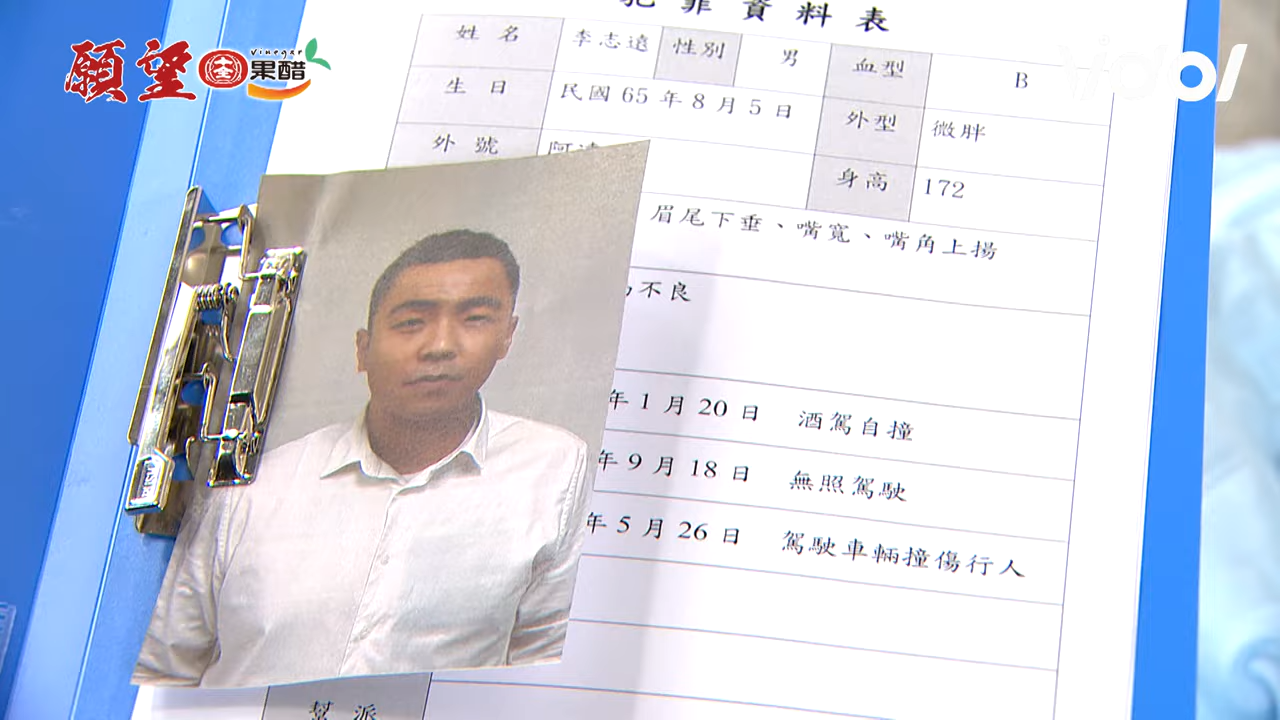 犯罪資料表
願望 果醋
Vinegar
姓名 李志遠 性別 男 血型 B
生日 民國65年8月5日 外型 微胖
外號 阿遠 身高 172
眉尾下垂、嘴寬、嘴角上揚
不良
年1月20日 酒駕自撞
年9月18日 無照駕駛
年5月26日 駕駛車輛撞傷行人
幫派